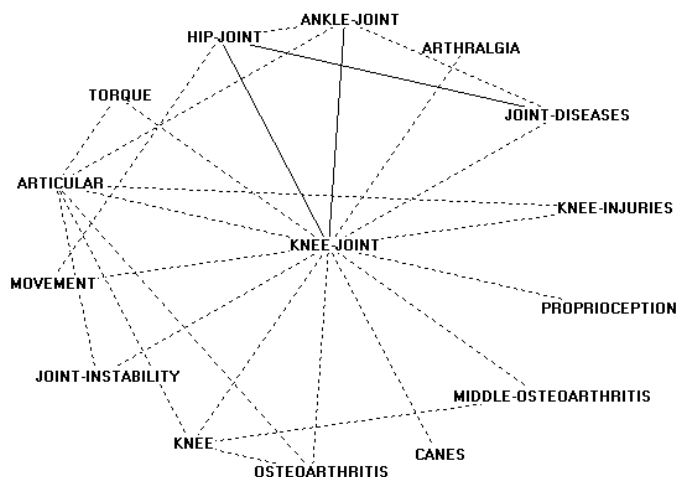 ANKLE-JOINT
HIP-JOINT
ARTHRALGIA
TORQUE
JOINT-DISEASES
ARTICULAR
KNEE-INJURIES
KNEE-JOINT
MOVEMENT
PROPRIOCEPTION
JOINT-INSTABILITY
MIDDLE-OSTEOARTHRITIS
KNEE
CANES
OSTEOARTHRITIS